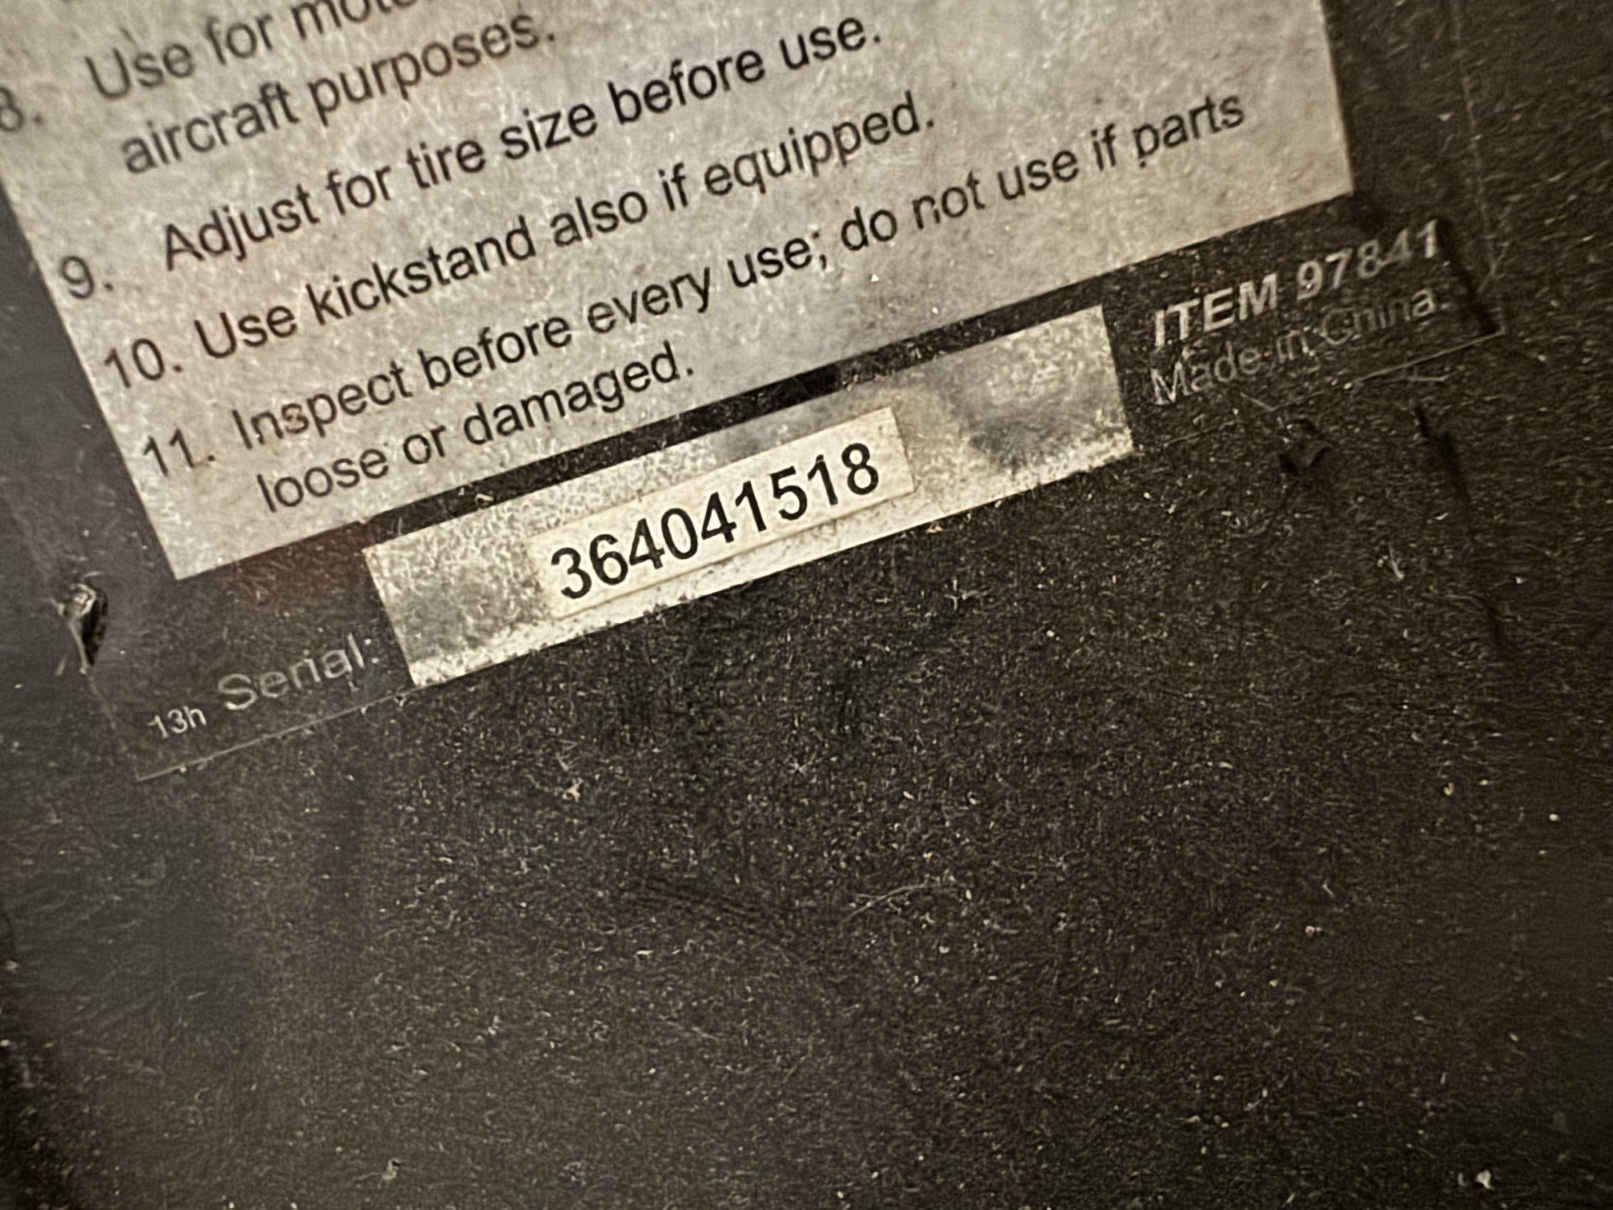 8. Use for
aircraft purposes.
9. Adjust for tire size before use.
10. Use kickstand also if equipped.
11. Inspect before every use; do not use if parts
loose or damaged.
13h Serial: 364041518
ITEM 97841
Made in China.